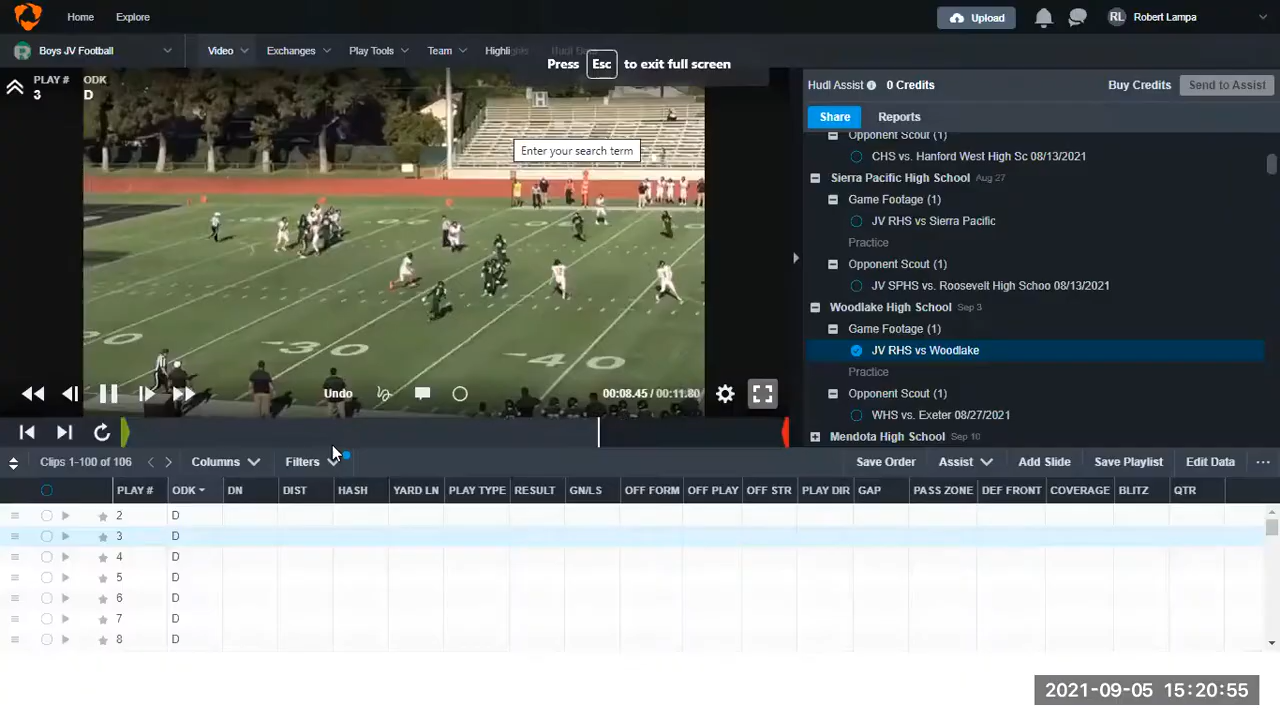 Home
Explore
Upload
RL
Robert Lampa
Boys JV Football
Video
Exchanges
Play Tools
Team
Highlights
Press Esc to exit full screen
PLAY #
3
ODK
D
Enter your search term
Undo
00:08.45 / 00:11.80
Hudl Assist
0 Credits
Buy Credits
Send to Assist
Share
Reports
Opponent Scout (1)
CHS vs. Hanford West High Sc 08/13/2021
Sierra Pacific High School Aug 27
Game Footage (1)
JV RHS vs Sierra Pacific
Practice
Opponent Scout (1)
JV SPHS vs. Roosevelt High Schoo 08/13/2021
Woodlake High School Sep 3
Game Footage (1)
JV RHS vs Woodlake
Practice
Opponent Scout (1)
WHS vs. Exeter 08/27/2021
Mendota High School Sep 10
Clips 1-100 of 106
Columns
Filters
Save Order
Assist
Add Slide
Save Playlist
Edit Data
PLAY # ODK DN DIST HASH YARD LN PLAY TYPE RESULT GN/LS OFF FORM OFF PLAY OFF STR PLAY DIR GAP PASS ZONE DEF FRONT COVERAGE BLITZ QTR
2 D
3 D
4 D
5 D
6 D
7 D
8 D
2021-09-05 15:20:55